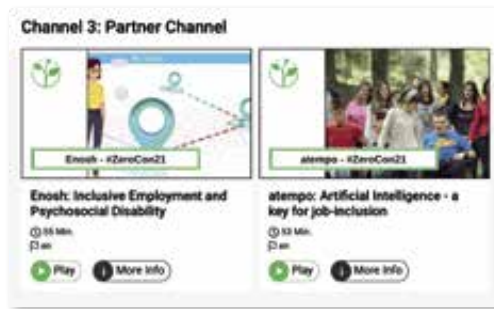 Channel 3: Partner Channel
Enosh - #ZeroCon21
atempo - #ZeroCon21
Enosh: Inclusive Employment and
Psychosocial Disability
55 Min.
en
Play
More Info
atempo: Artificial Intelligence - a
key for job-inclusion
53 Min.
en
Play
More Info